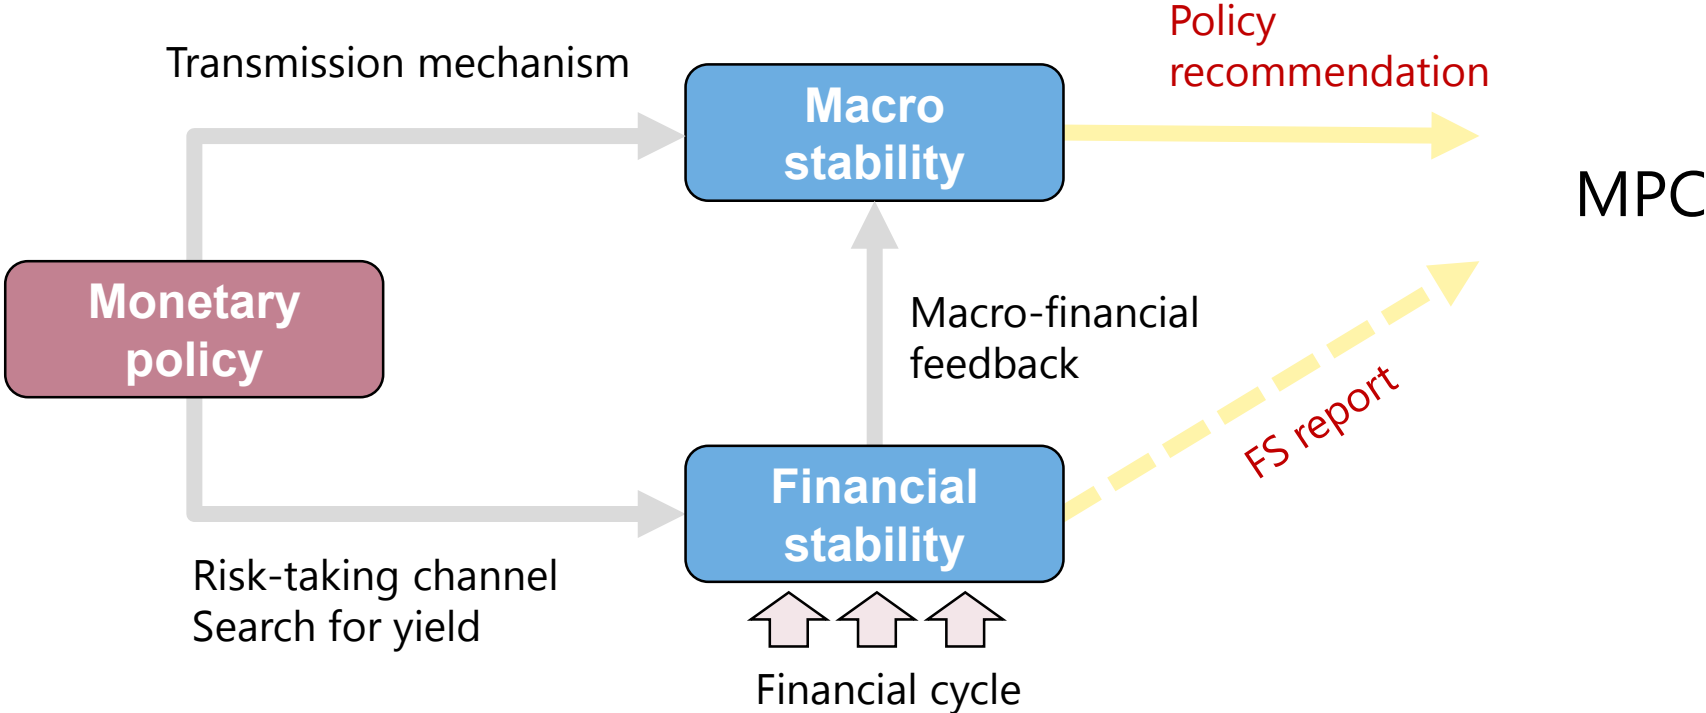 Policy
recommendation
Transmission mechanism
Macro
stability
MPC
Monetary
policy
Macro-financial
feedback
FS report
Financial
stability
Risk-taking channel
Search for yield
Financial cycle